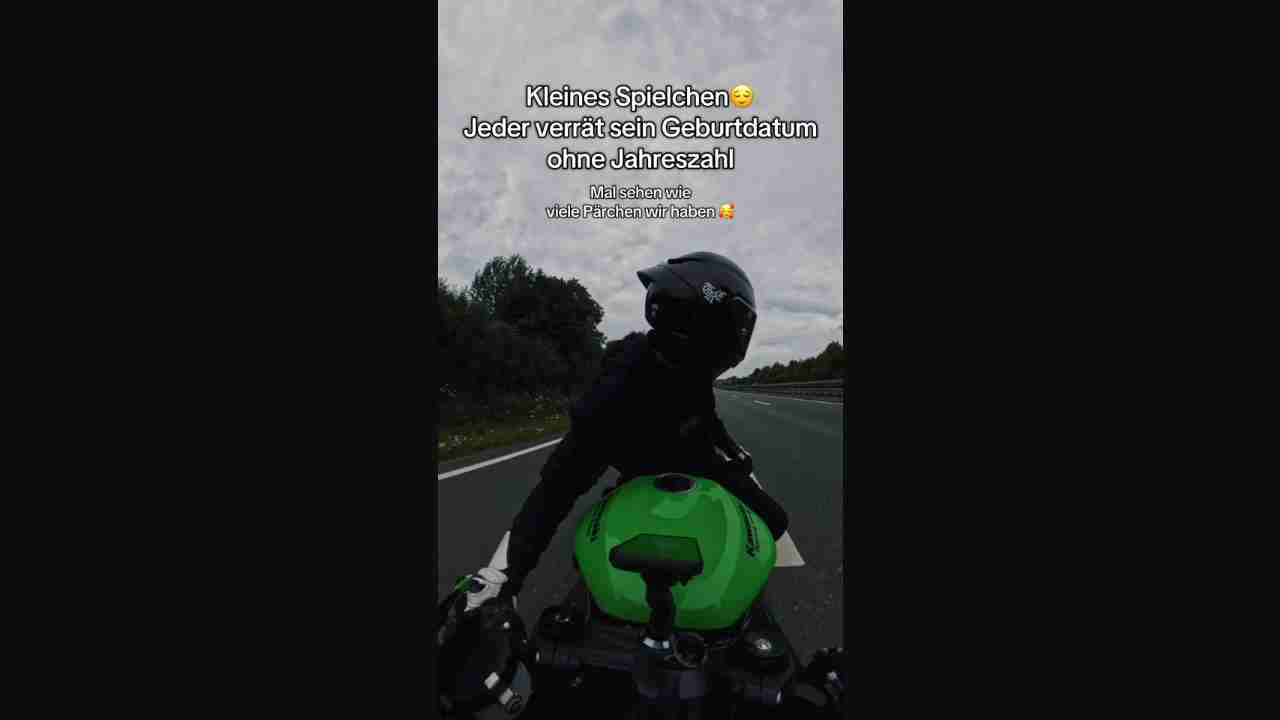 Kleines Spielchen😌
Jeder verrät sein Geburtdatum
ohne Jahreszahl
Mal sehen wie
viele Pärchen wir haben 🥰